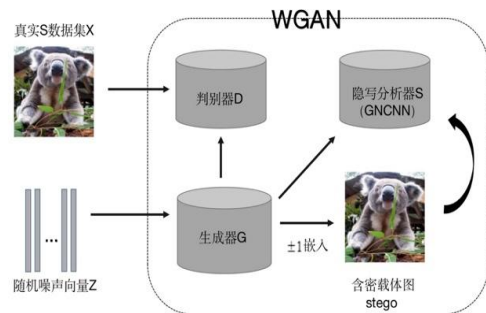 WGAN
真实S数据集X
判别器D
隐写分析器S
(GNCNN)
...
生成器G
±1嵌入
随机噪声向量Z
含密载体图
stego